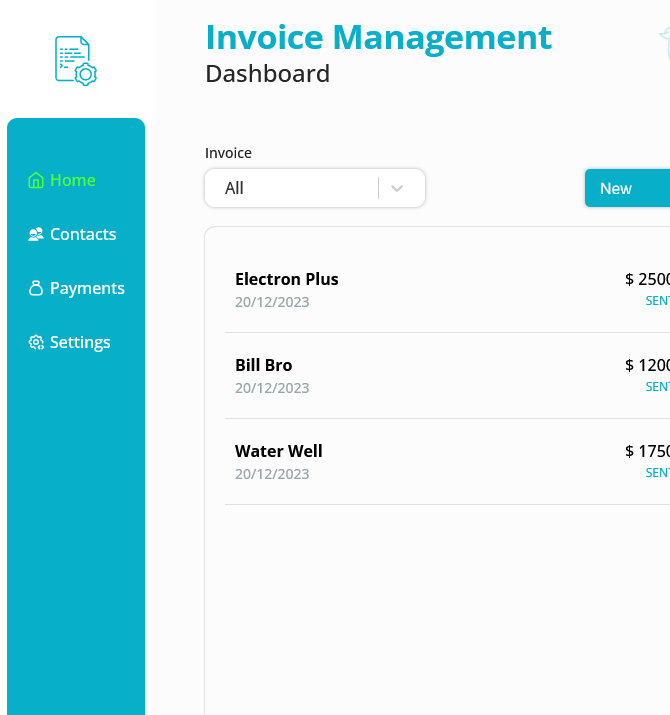 Invoice Management
Dashboard
Home
Contacts
Payments
Settings
Invoice
All
New
Electron Plus
$ 2500
20/12/2023
SENT
Bill Bro
$ 1200
20/12/2023
SENT
Water Well
$ 1750
20/12/2023
SENT